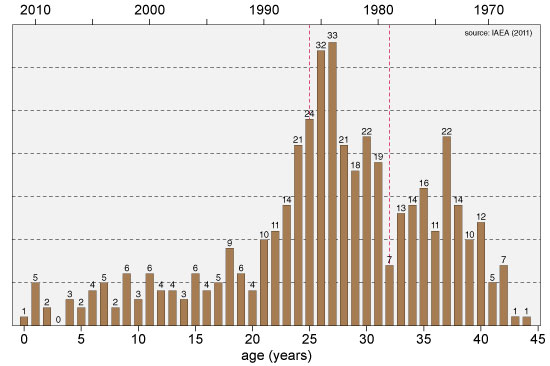 2010 2000 1990 1980 1970
source: IAEA (2011)
1 5 2 0 3 2 4 5 2 6 3 6 4 4 3 6 4 5 9 6 4 10 11 14 21 24 32 33 21 18 22 19 7 13 14 16 11 22 14 10 12 5 7 1 1
0 5 10 15 20 25 30 35 40 45
age (years)